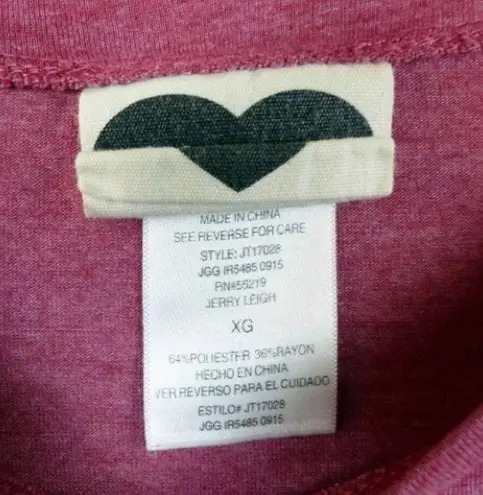 MADE IN CHINA
SEE REVERSE FOR CARE
STYLE: JT17028
JGG IR5485 0915
RN#55219
JERRY LEIGH
XG
64%POLIESTER 36%RAYON
HECHO EN CHINA
VER REVERSO PARA EL CUIDADO
ESTILO# JT17028
JGG IR5485 0915